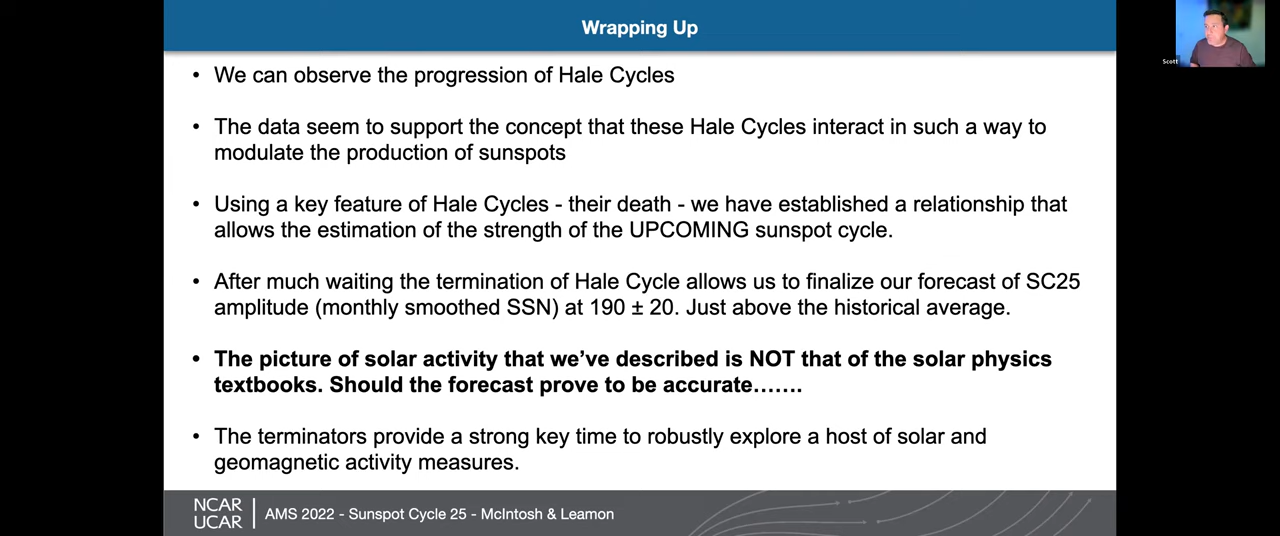 Wrapping Up
Scott
• We can observe the progression of Hale Cycles
• The data seem to support the concept that these Hale Cycles interact in such a way to
modulate the production of sunspots
• Using a key feature of Hale Cycles - their death - we have established a relationship that
allows the estimation of the strength of the UPCOMING sunspot cycle.
• After much waiting the termination of Hale Cycle allows us to finalize our forecast of SC25
amplitude (monthly smoothed SSN) at 190 ± 20. Just above the historical average.
• The picture of solar activity that we’ve described is NOT that of the solar physics
textbooks. Should the forecast prove to be accurate…….
• The terminators provide a strong key time to robustly explore a host of solar and
geomagnetic activity measures.
NCAR
UCAR
AMS 2022 - Sunspot Cycle 25 - McIntosh & Leamon